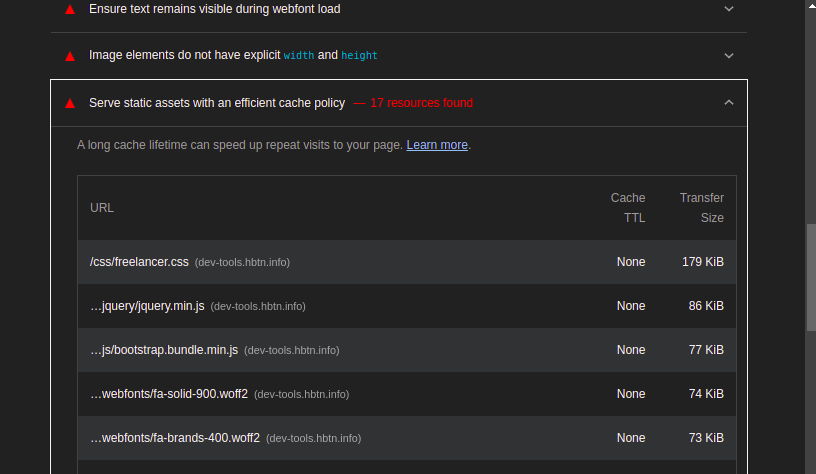 Ensure text remains visible during webfont load
Image elements do not have explicit width and height
Serve static assets with an efficient cache policy — 17 resources found
A long cache lifetime can speed up repeat visits to your page. Learn more.
URL Cache TTL Transfer Size
/css/freelancer.css (dev-tools.hbtn.info) None 179 KiB
…jquery/jquery.min.js (dev-tools.hbtn.info) None 86 KiB
…js/bootstrap.bundle.min.js (dev-tools.hbtn.info) None 77 KiB
…webfonts/fa-solid-900.woff2 (dev-tools.hbtn.info) None 74 KiB
…webfonts/fa-brands-400.woff2 (dev-tools.hbtn.info) None 73 KiB